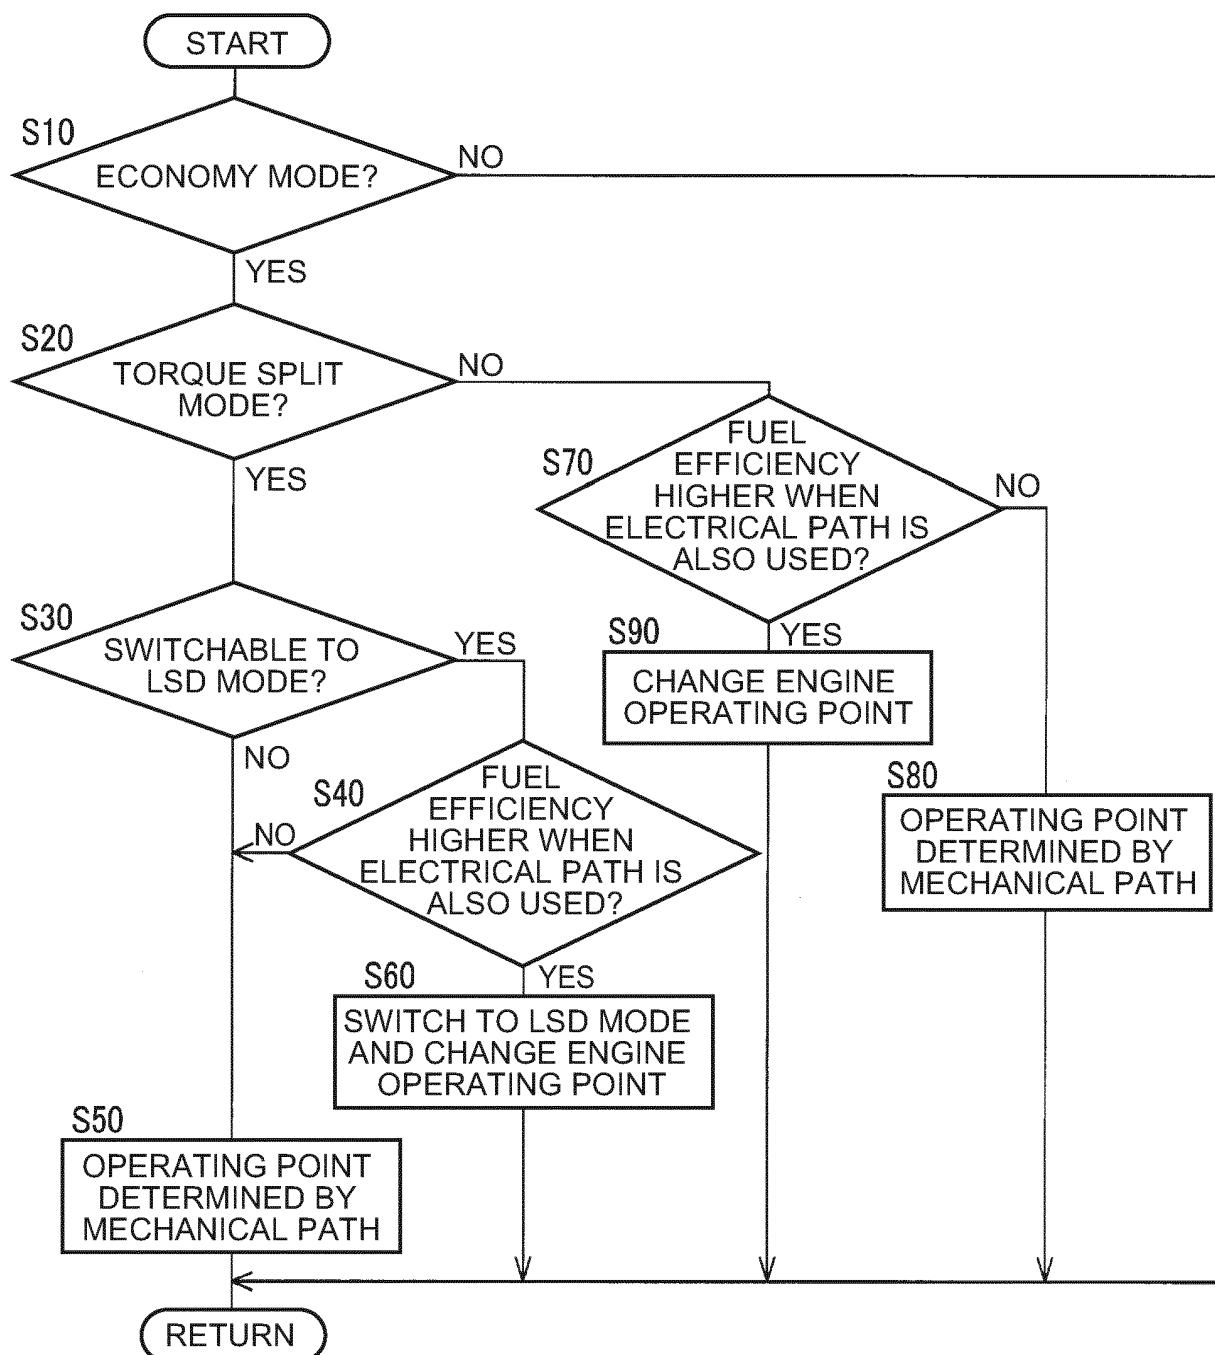 START
S10
ECONOMY MODE?
NO
YES
S20
TORQUE SPLIT
MODE?
NO
YES
S70
FUEL
EFFICIENCY
HIGHER WHEN
ELECTRICAL PATH IS
ALSO USED?
NO
YES
S30
SWITCHABLE TO
LSD MODE?
YES
NO
S90
CHANGE ENGINE
OPERATING POINT
S40
FUEL
EFFICIENCY
HIGHER WHEN
ELECTRICAL PATH IS
ALSO USED?
NO
YES
S80
OPERATING POINT
DETERMINED BY
MECHANICAL PATH
S60
SWITCH TO LSD MODE
AND CHANGE ENGINE
OPERATING POINT
S50
OPERATING POINT
DETERMINED BY
MECHANICAL PATH
RETURN